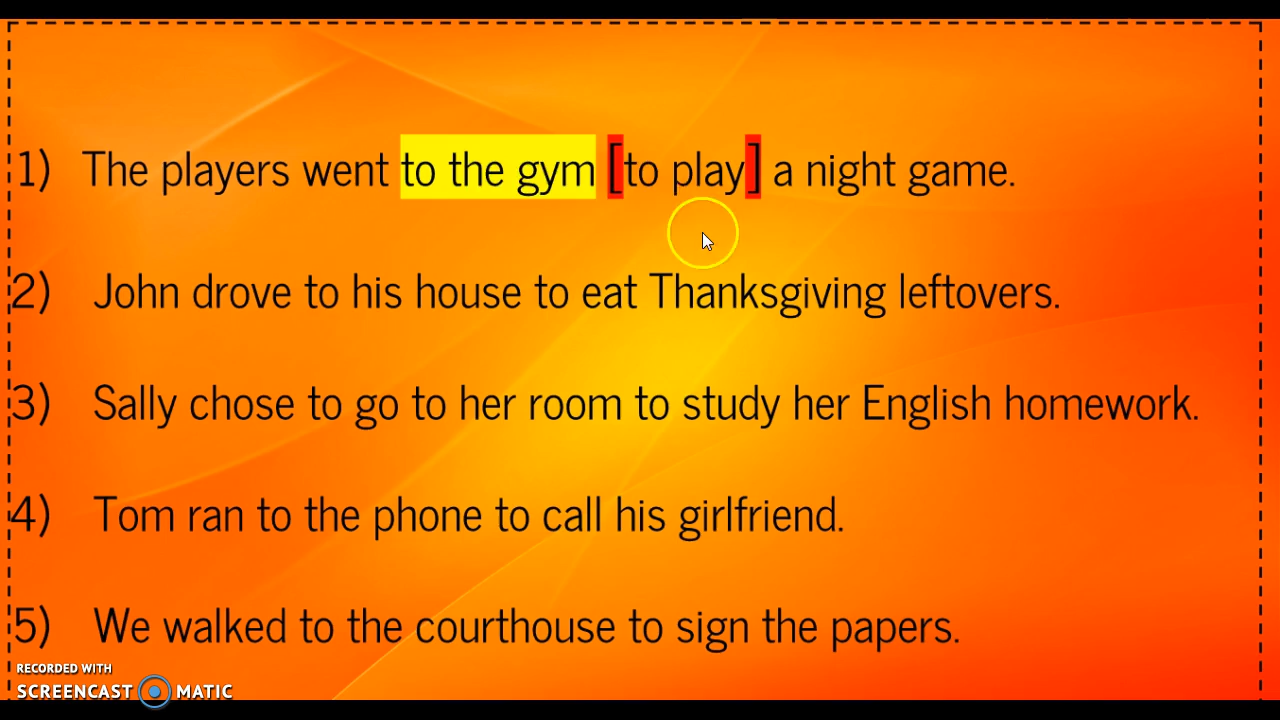 1) The players went to the gym [to play] a night game.
2) John drove to his house to eat Thanksgiving leftovers.
3) Sally chose to go to her room to study her English homework.
4) Tom ran to the phone to call his girlfriend.
5) We walked to the courthouse to sign the papers.
RECORDED WITH
SCREENCAST MATIC